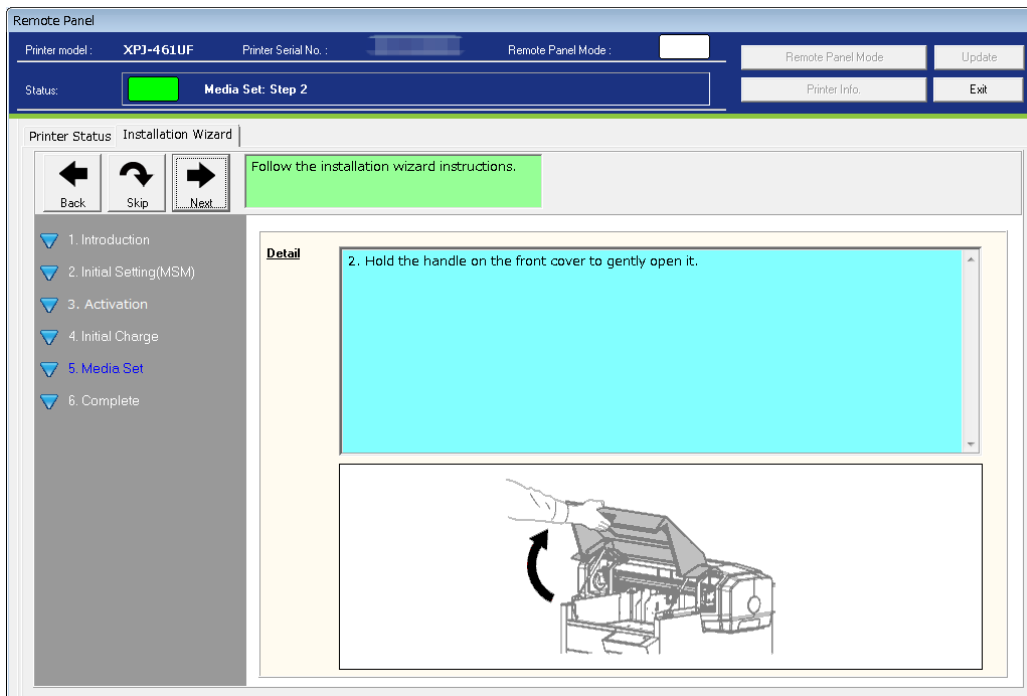 Remote Panel
Printer model :
XPJ-461UF
Printer Serial No. :
Remote Panel Mode :
Remote Panel Mode
Update
Status:
Media Set: Step 2
Printer Info.
Exit
Printer Status
Installation Wizard
Back
Skip
Next
Follow the installation wizard instructions.
1. Introduction
2. Initial Setting(MSM)
3. Activation
4. Initial Charge
5. Media Set
6. Complete
Detail
2. Hold the handle on the front cover to gently open it.